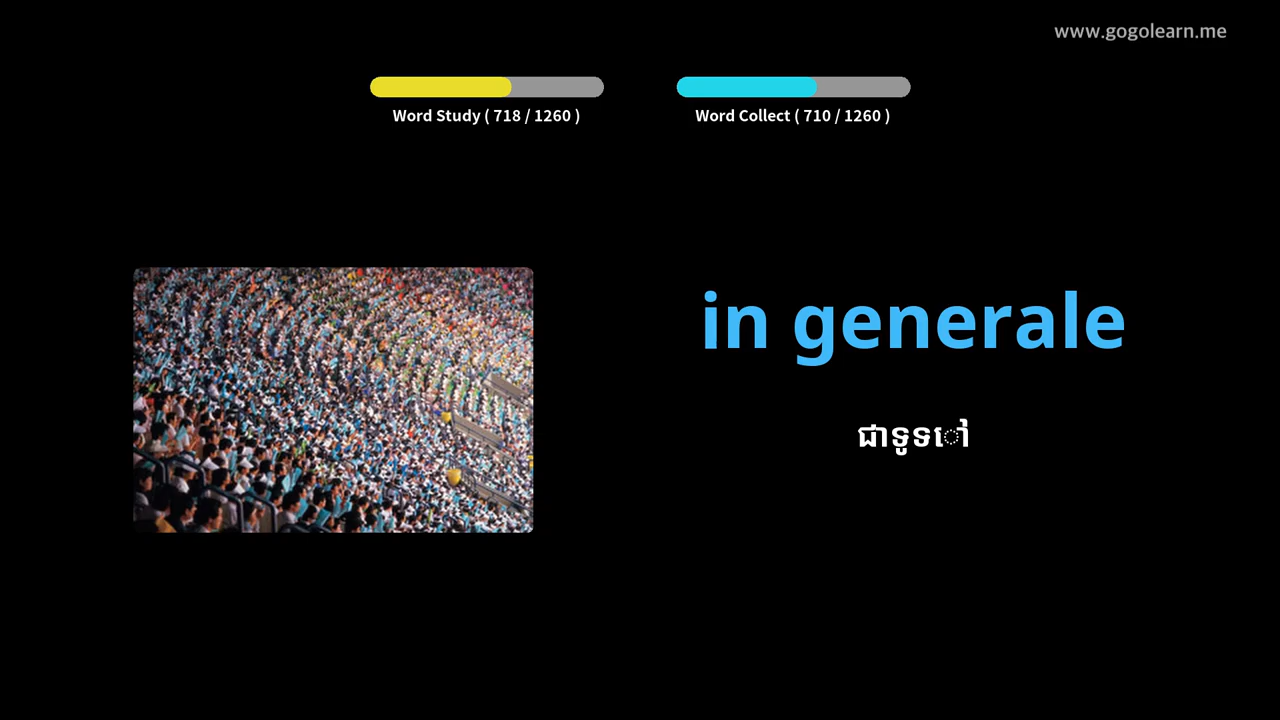 www.gogolearn.me
Word Study ( 718 / 1260 )
Word Collect ( 710 / 1260 )
in generale
ជាទូទៅ